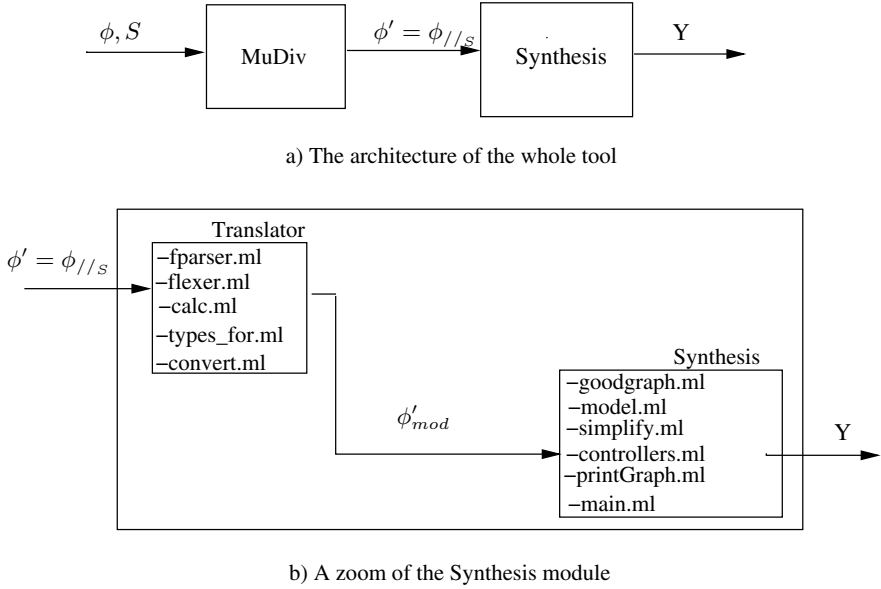 ϕ, S
MuDiv
ϕ′ = ϕ//S
Synthesis
Y
a) The architecture of the whole tool
ϕ′ = ϕ//S
Translator
−fparser.ml
−flexer.ml
−calc.ml
−types_for.ml
−convert.ml
ϕ′mod
Synthesis
−goodgraph.ml
−model.ml
−simplify.ml
−controllers.ml
−printGraph.ml
−main.ml
Y
b) A zoom of the Synthesis module